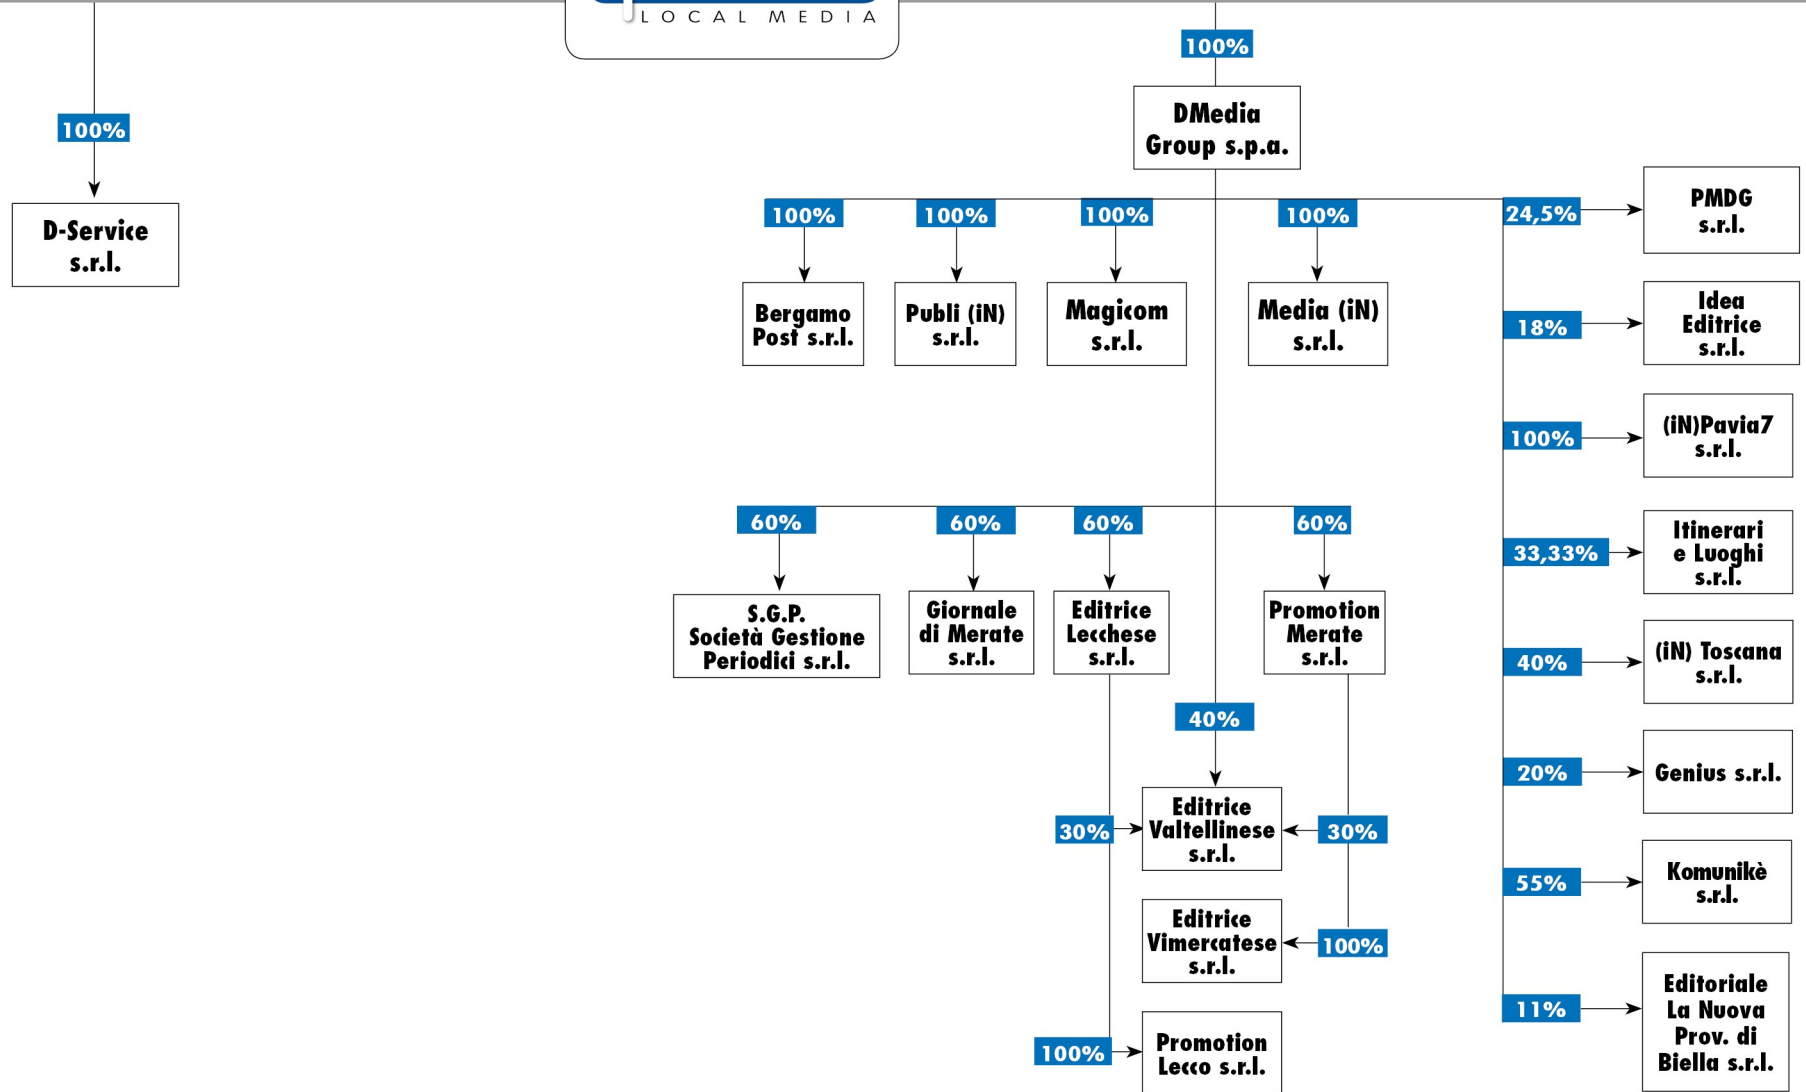 LOCAL MEDIA
100%
DMedia
Group s.p.a.
100%
D-Service
s.r.l.
100%
Bergamo
Post s.r.l.
100%
Publi (iN)
s.r.l.
100%
Magicom
s.r.l.
100%
Media (iN)
s.r.l.
24,5%
PMDG
s.r.l.
18%
Idea
Editrice
s.r.l.
100%
(iN)Pavia7
s.r.l.
33,33%
Itinerari
e Luoghi
s.r.l.
40%
(iN) Toscana
s.r.l.
20%
Genius s.r.l.
55%
Komunikè
s.r.l.
11%
Editoriale
La Nuova
Prov. di
Biella s.r.l.
60%
S.G.P.
Società Gestione
Periodici s.r.l.
60%
Giornale
di Merate
s.r.l.
60%
Editrice
Lecchese
s.r.l.
60%
Promotion
Merate
s.r.l.
40%
30%
Editrice
Valtellinese
s.r.l.
30%
Editrice
Vimercatese
s.r.l.
100%
100%
Promotion
Lecco s.r.l.